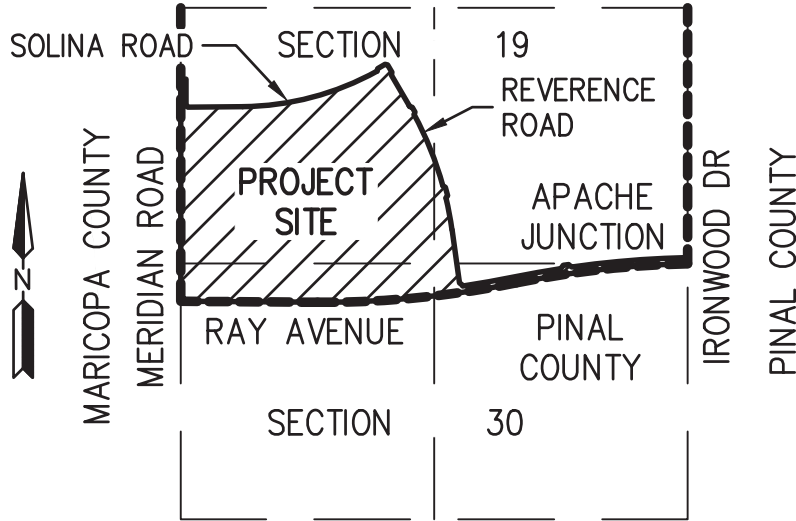 SOLINA ROAD
SECTION 19
REVERENCE
ROAD
PROJECT
SITE
APACHE
JUNCTION
MARICOPA COUNTY
MERIDIAN ROAD
IRONWOOD DR
PINAL COUNTY
N
RAY AVENUE
PINAL
COUNTY
SECTION 30